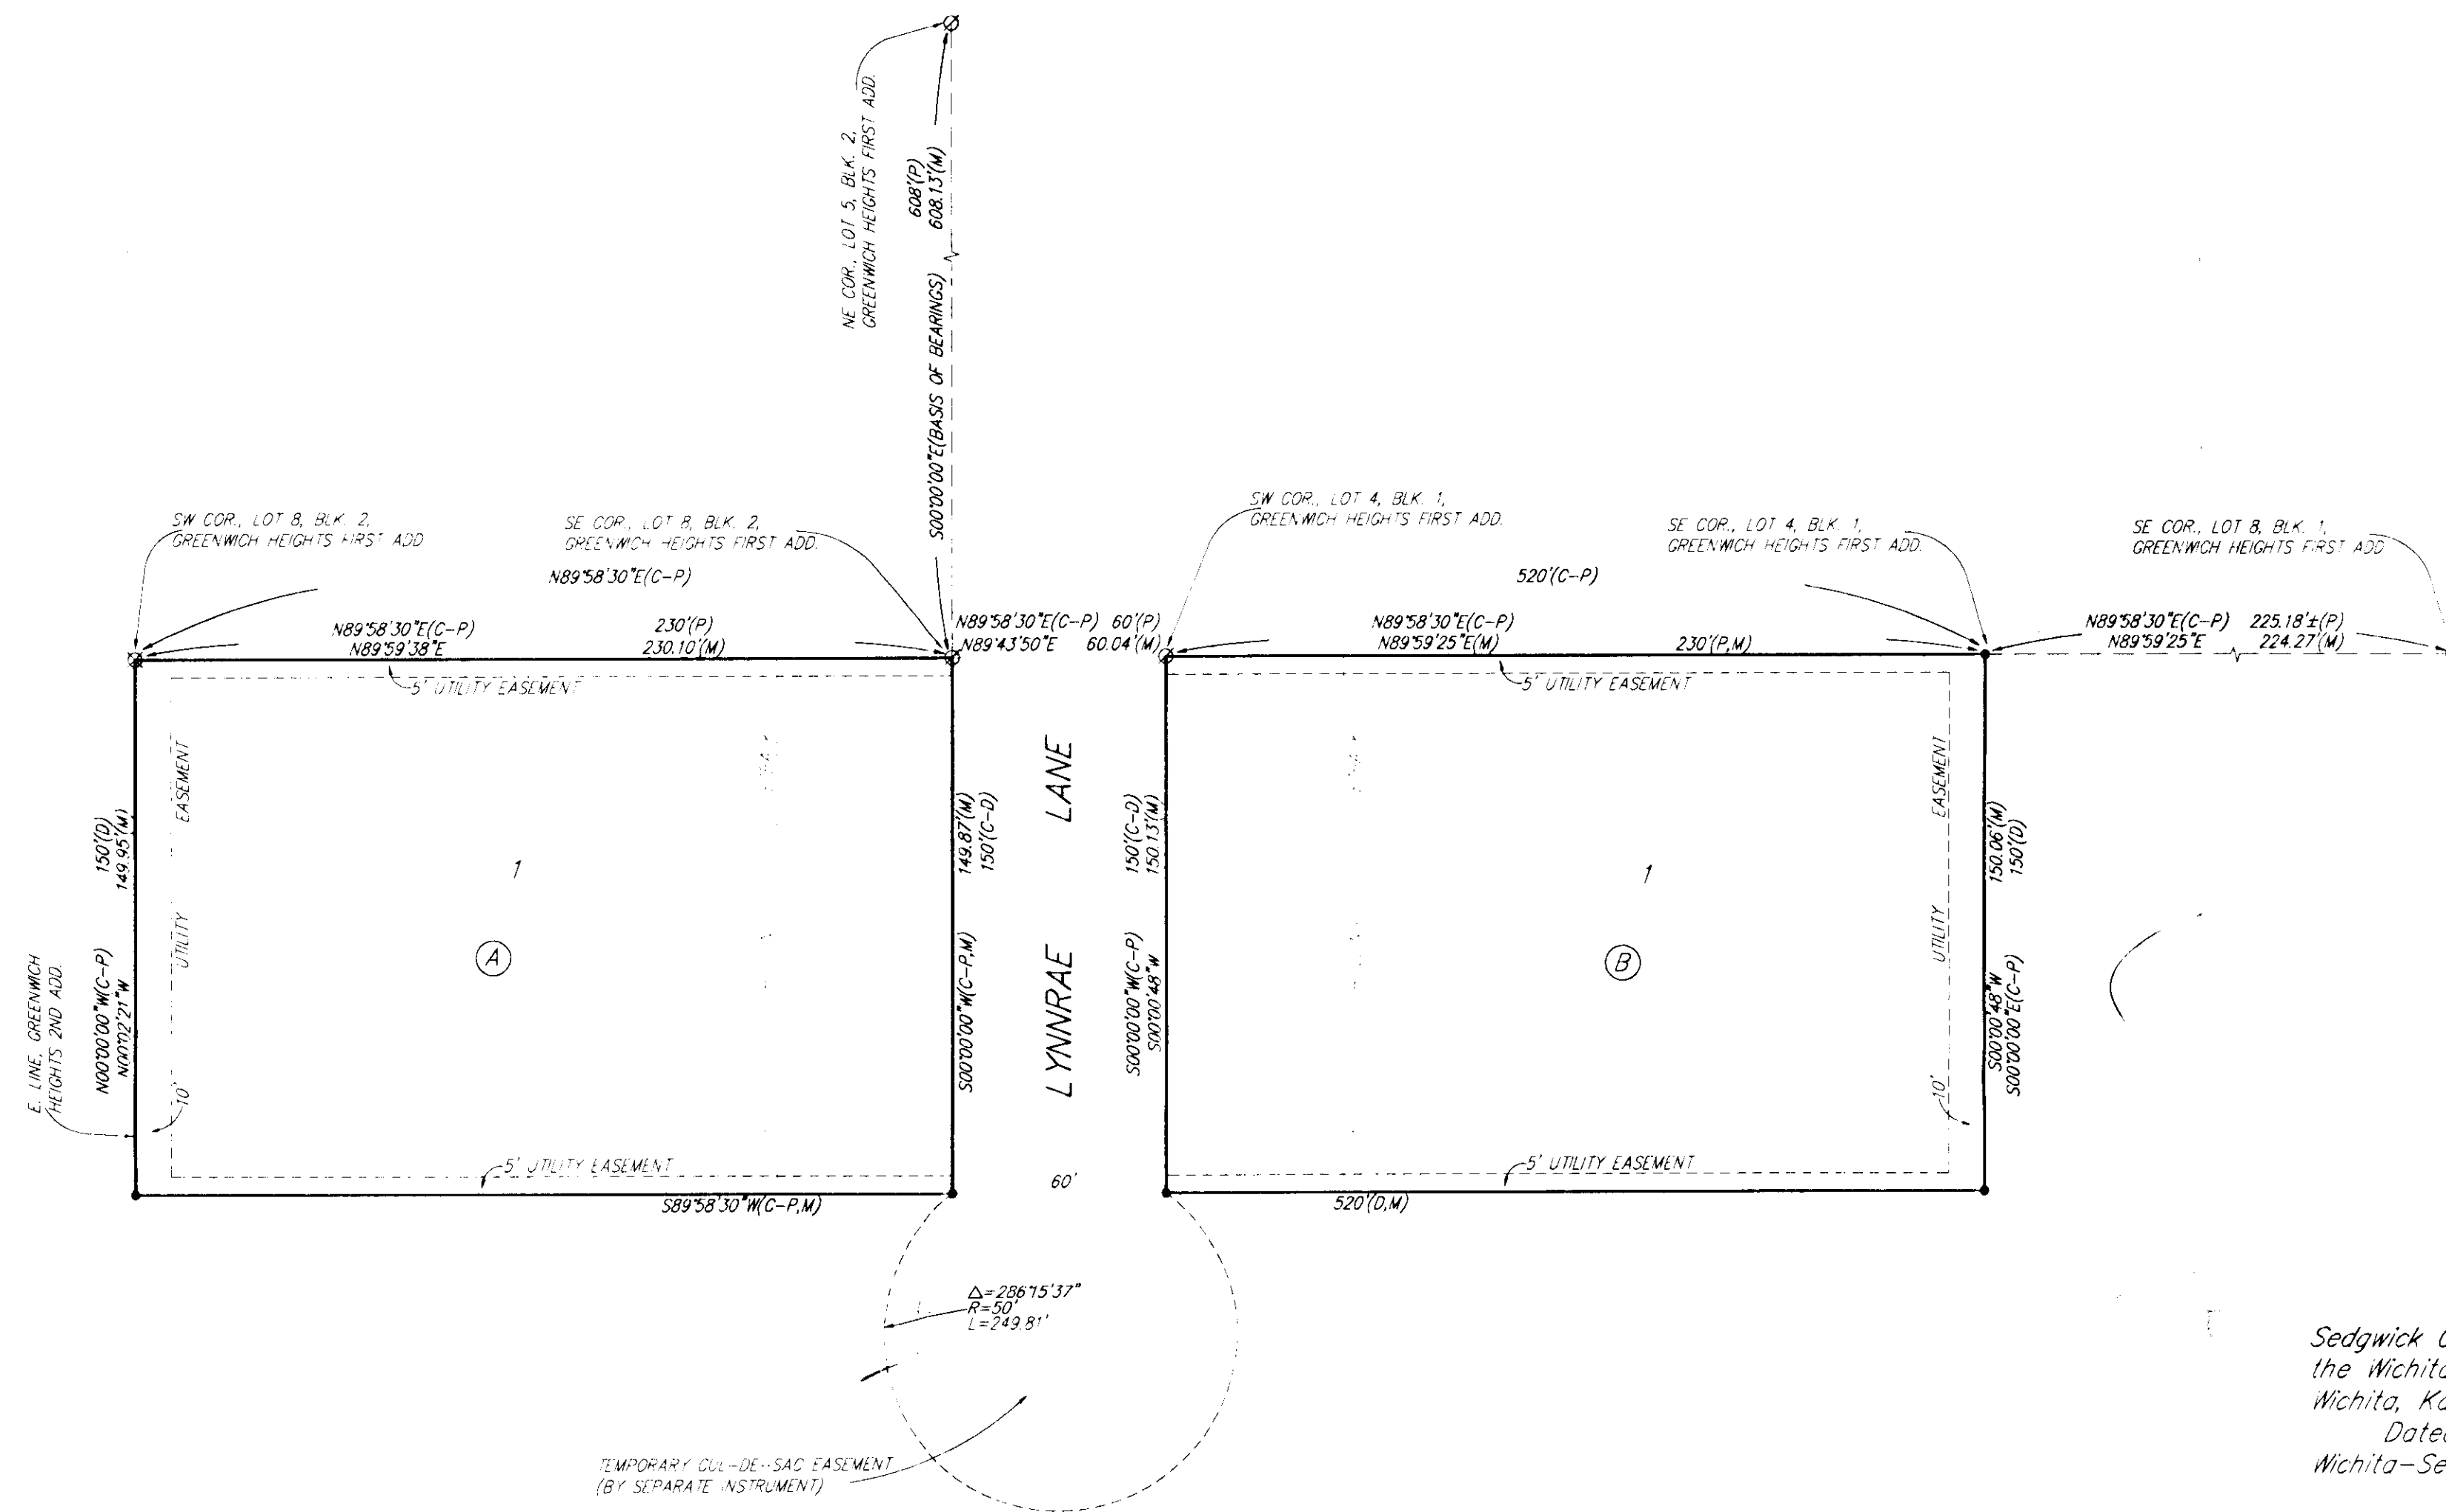 NE COR., LOT 5, BLK. 2,
GREENWICH HEIGHTS FIRST ADD.
608'(P)
608.13'(M)
S00°00'00"E(BASIS OF BEARINGS)
SW COR., LOT 8, BLK. 2,
GREENWICH HEIGHTS FIRST ADD
SE COR., LOT 8, BLK. 2,
GREENWICH HEIGHTS FIRST ADD.
SW COR., LOT 4, BLK. 1,
GREENWICH HEIGHTS FIRST ADD.
SE COR., LOT 4, BLK. 1,
GREENWICH HEIGHTS FIRST ADD.
SE COR., LOT 8, BLK. 1,
GREENWICH HEIGHTS FIRST ADD
N89°58'30"E(C-P)
520'(C-P)
N89°58'30"E(C-P) 230'(P)
N89°59'38"E 230.10'(M)
N89°58'30"E(C-P) 60'(P)
N89°43'50"E 60.04'(M)
N89°58'30"E(C-P)
N89°59'25"E(M) 230'(P,M)
N89°58'30"E(C-P) 225.18'±(P)
N89°59'25"E 224.27'(M)
5' UTILITY EASEMENT
5' UTILITY EASEMENT
E. LINE, GREENWICH
HEIGHTS 2ND ADD.
N00°00'00"W(C-P) 150'(D)
N00°02'21"W 149.95'(M)
10' UTILITY EASEMENT
1
A
S00°00'00"W(C-P,M) 149.87'(M)
150'(C-D)
LYNNRAE LANE
S00°00'00"W(C-P) 150'(C-D)
S00°00'48"W 150.13'(M)
1
B
10' UTILITY EASEMENT
S00°00'48"W 150.06'(M)
S00°00'00"E(C-P) 150'(D)
5' UTILITY EASEMENT
60'
5' UTILITY EASEMENT
S89°58'30"W(C-P,M)
520'(D,M)
Δ=286°15'37"
R=50'
L=249.81'
TEMPORARY CUL-DE-SAC EASEMENT
(BY SEPARATE INSTRUMENT)
Sedgwick
the Wichita
Wichita,
Wichita-Se